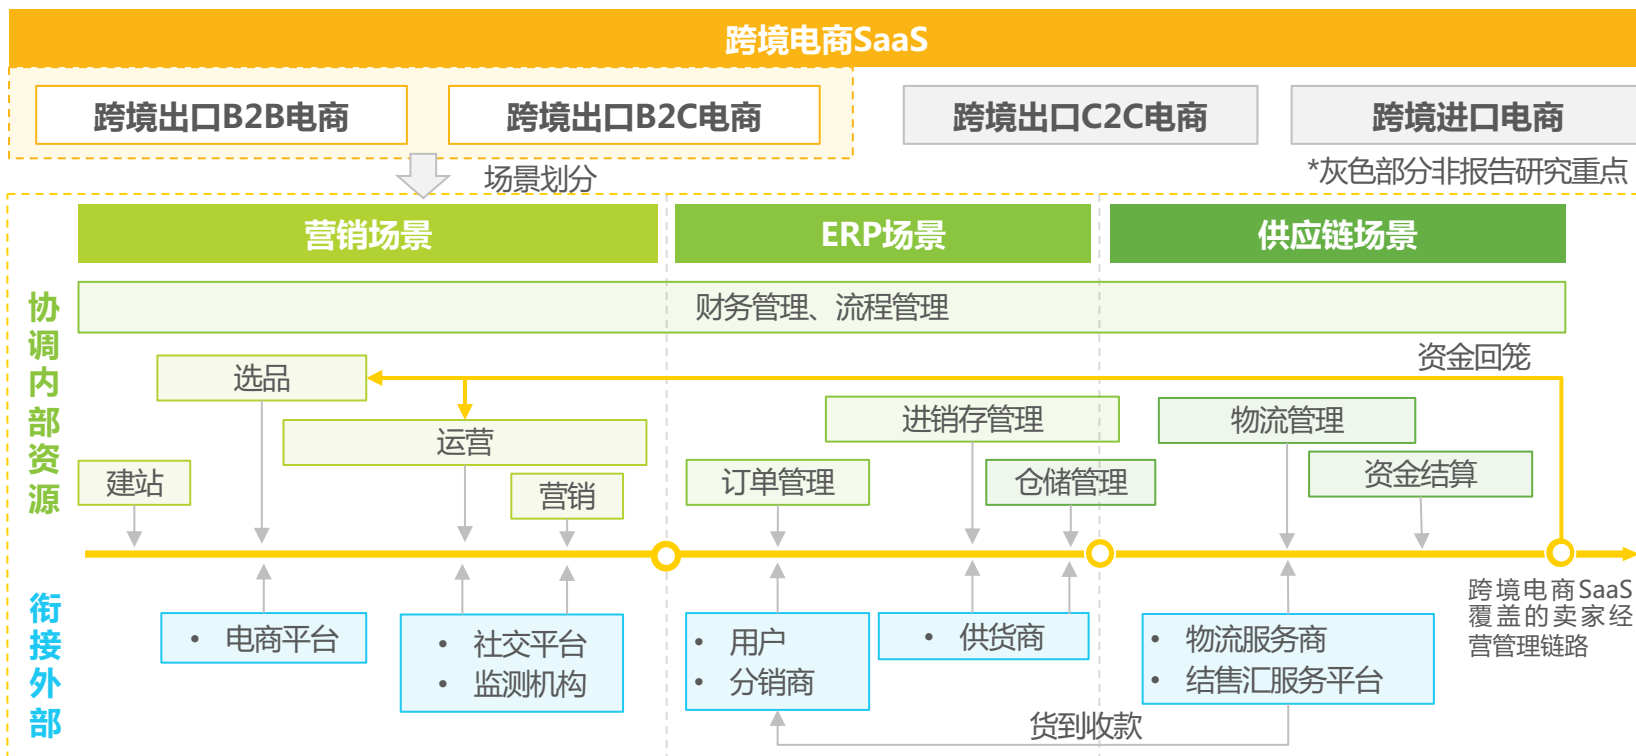 跨境电商SaaS
跨境出口B2B电商
跨境出口B2C电商
跨境出口C2C电商
跨境进口电商
场景划分
*灰色部分非报告研究重点
营销场景
ERP场景
供应链场景
协调内部资源
财务管理、流程管理
资金回笼
选品
运营
建站
营销
进销存管理
订单管理
仓储管理
物流管理
资金结算
衔接外部
• 电商平台
• 社交平台
• 监测机构
• 用户
• 分销商
• 供货商
• 物流服务商
• 结售汇服务平台
跨境电商SaaS
覆盖的卖家经
营管理链路
货到收款